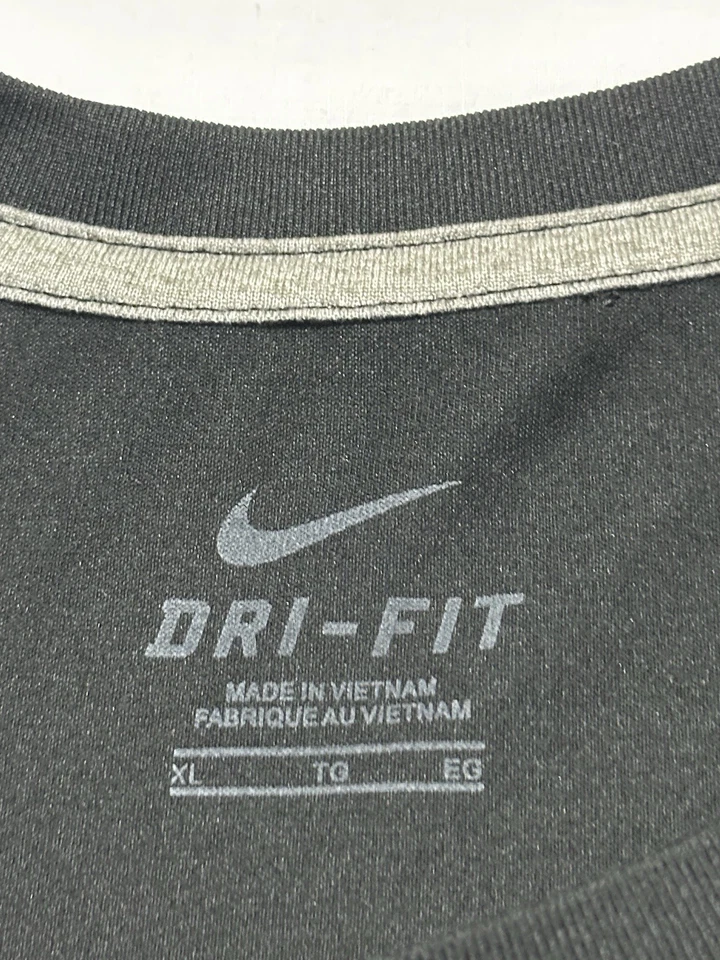 DRI-FIT
MADE IN VIETNAM
FABRIQUE AU VIETNAM
XL TG EG